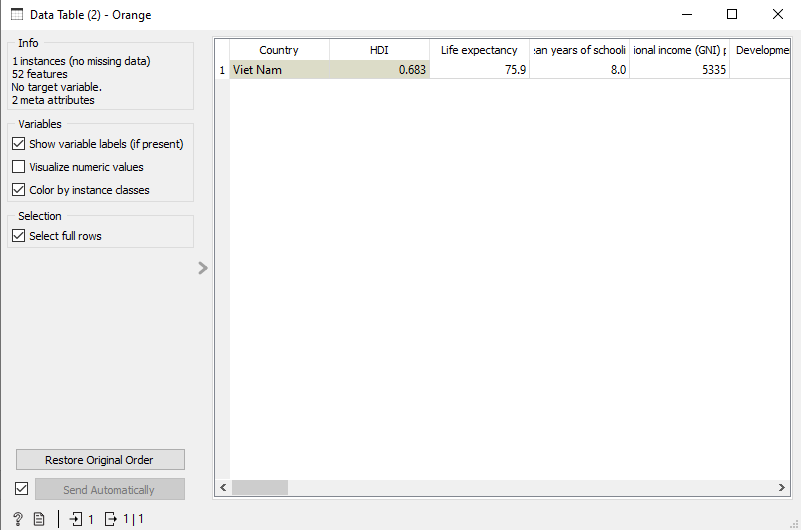 Data Table (2) - Orange
Info
1 instances (no missing data)
52 features
No target variable.
2 meta attributes
Variables
Show variable labels (if present)
Visualize numeric values
Color by instance classes
Selection
Select full rows
Restore Original Order
Send Automatically
1
1 | 1
Country HDI Life expectancy an years of schooli ional income (GNI) p Developme
1 Viet Nam 0.683 75.9 8.0 5335